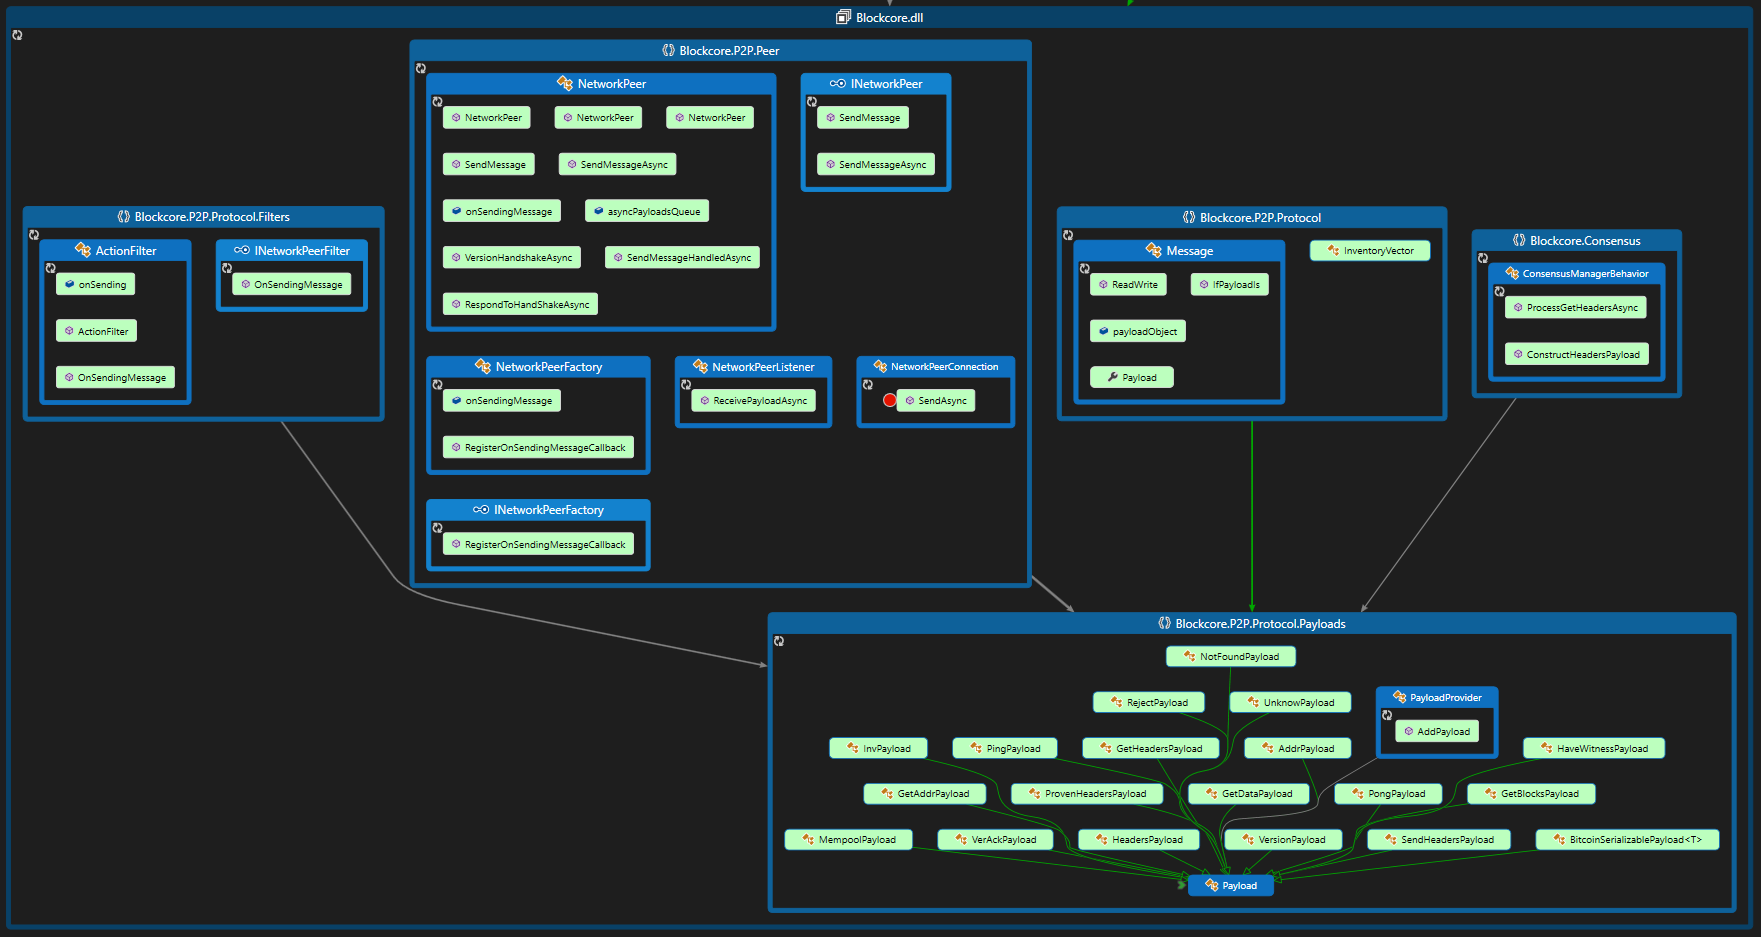 Blockcore.dll
Blockcore.P2P.Peer
NetworkPeer
NetworkPeer
NetworkPeer
NetworkPeer
SendMessage
SendMessageAsync
onSendingMessage
asyncPayloadsQueue
VersionHandshakeAsync
SendMessageHandledAsync
RespondToHandShakeAsync
INetworkPeer
SendMessage
SendMessageAsync
NetworkPeerFactory
onSendingMessage
RegisterOnSendingMessageCallback
NetworkPeerListener
ReceivePayloadAsync
NetworkPeerConnection
SendAsync
INetworkPeerFactory
RegisterOnSendingMessageCallback
Blockcore.P2P.Protocol.Filters
ActionFilter
onSending
ActionFilter
OnSendingMessage
INetworkPeerFilter
OnSendingMessage
Blockcore.P2P.Protocol
Message
ReadWrite
IfPayloadIs
payloadObject
Payload
InventoryVector
Blockcore.Consensus
ConsensusManagerBehavior
ProcessGetHeadersAsync
ConstructHeadersPayload
Blockcore.P2P.Protocol.Payloads
NotFoundPayload
RejectPayload
UnknowPayload
PayloadProvider
AddPayload
InvPayload
PingPayload
GetHeadersPayload
AddrPayload
HaveWitnessPayload
GetAddrPayload
ProvenHeadersPayload
GetDataPayload
PongPayload
GetBlocksPayload
MempoolPayload
VerAckPayload
HeadersPayload
VersionPayload
SendHeadersPayload
BitcoinSerializablePayload<T>
Payload